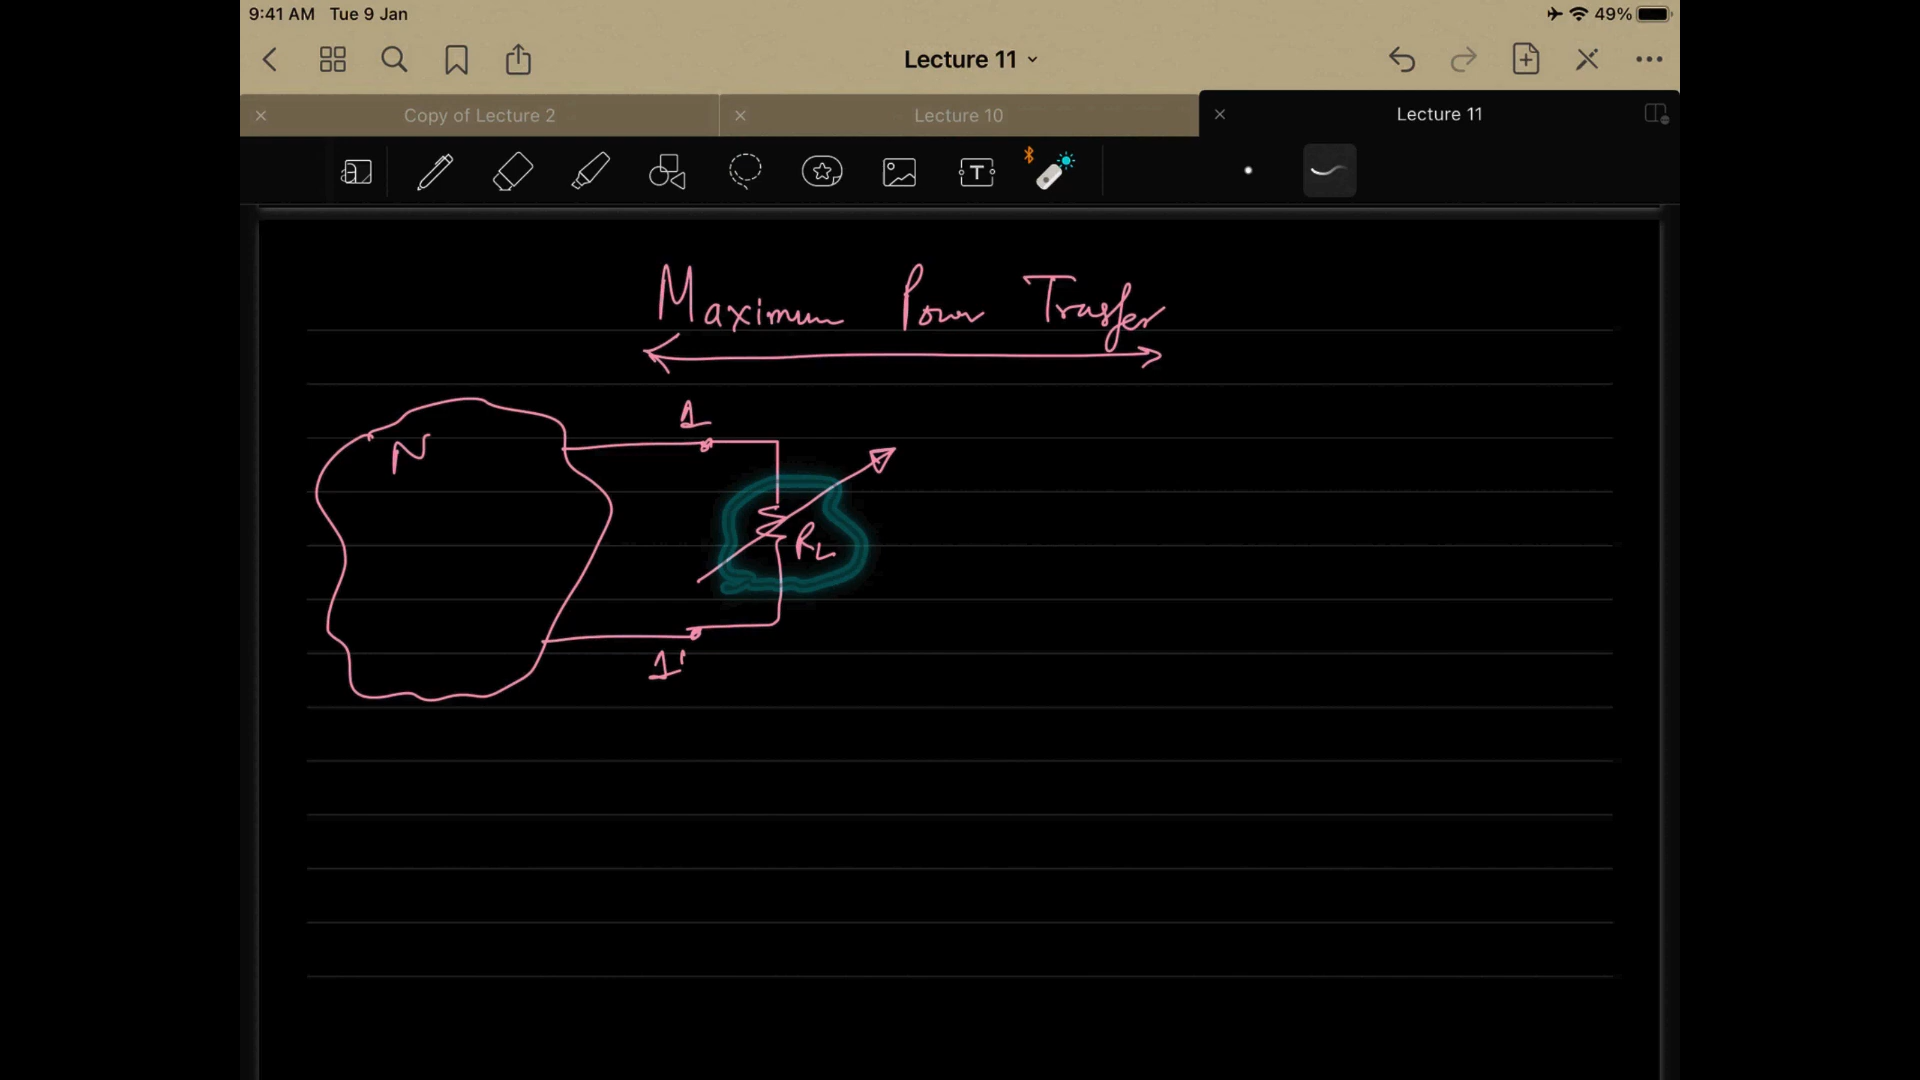 9:41 AM Tue 9 Jan 49%
Lecture 11
Copy of Lecture 2 Lecture 10 Lecture 11
T
Maximum Power Trasfer
1
N
RL
1'